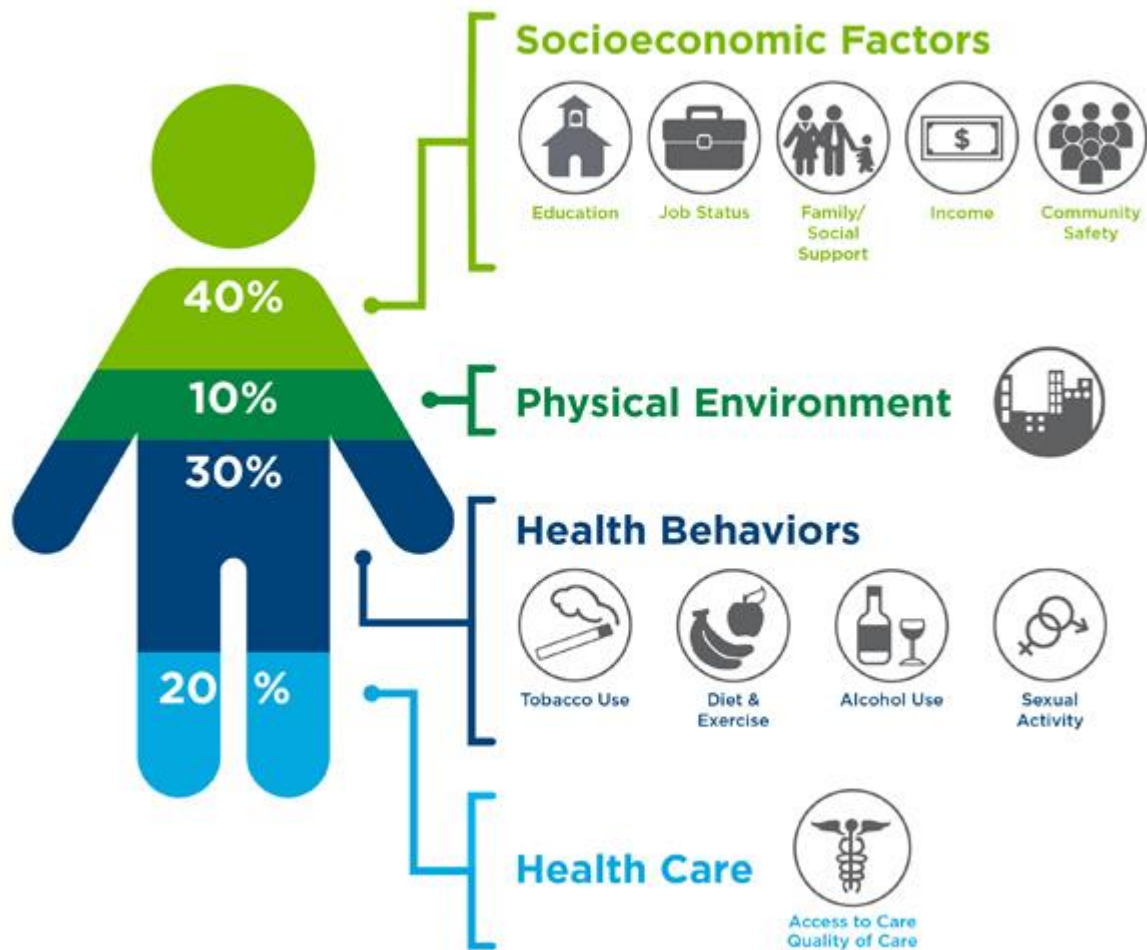 Socioeconomic Factors
$
Education
Job Status
Family/
Social
Support
Income
Community
Safety
40%
10%
Physical Environment
30%
Health Behaviors
Tobacco Use
Diet &
Exercise
Alcohol Use
Sexual
Activity
20 %
Health Care
Access to Care
Quality of Care